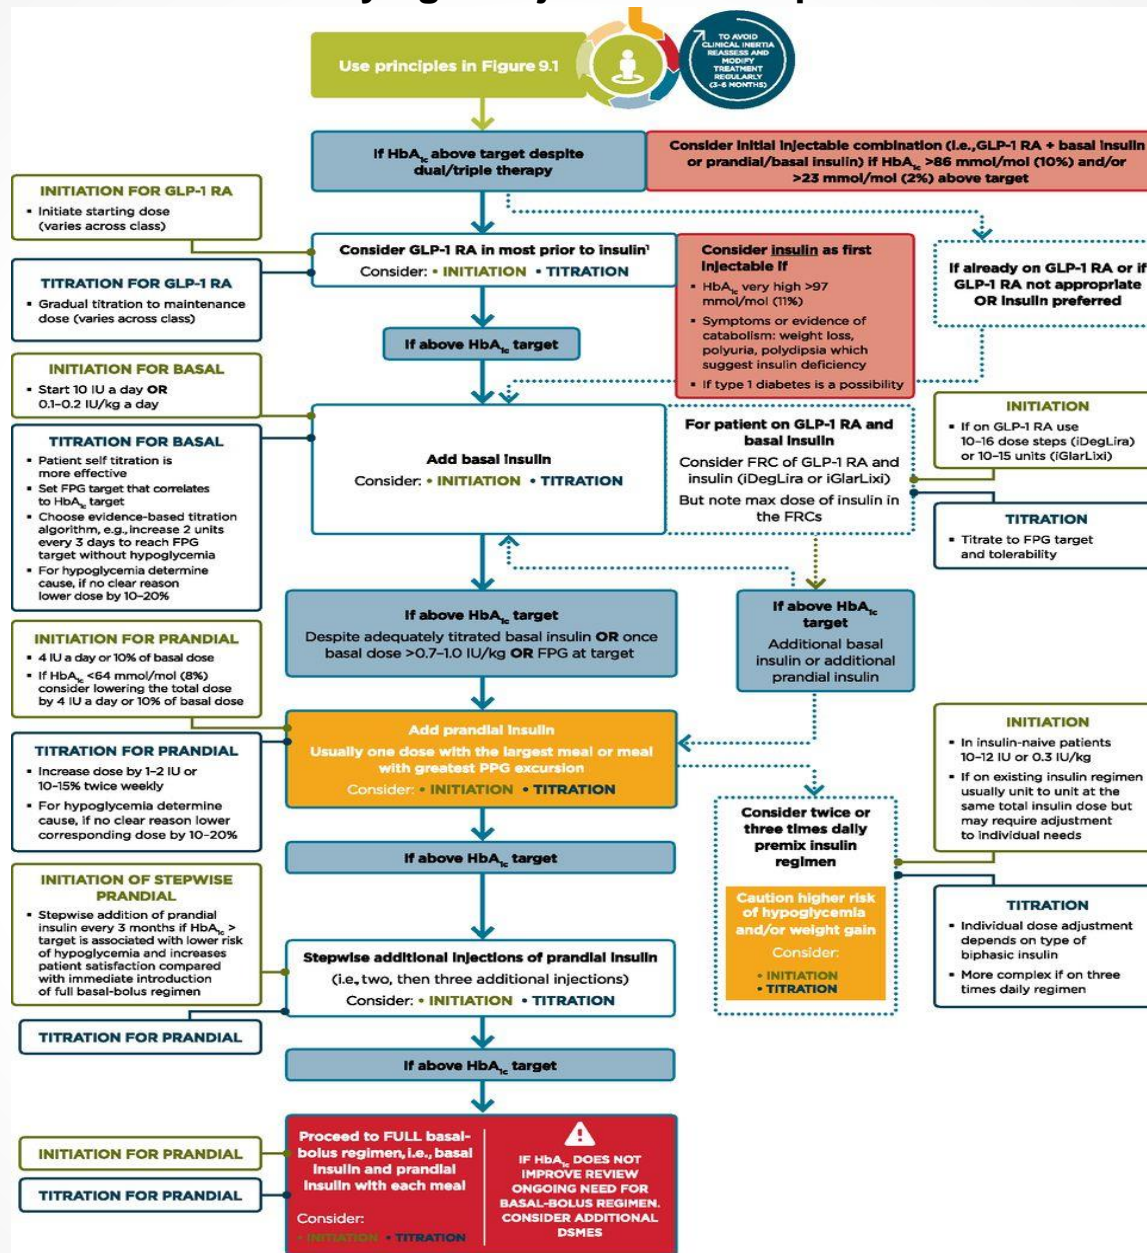 Use principles in Figure 9.1
TO AVOID
CLINICAL INERTIA
REASSESS AND
MODIFY
TREATMENT
REGULARLY
(3-6 MONTHS)
If HbA1c above target despite
dual/triple therapy
Consider initial injectable combination (i.e., GLP-1 RA + basal insulin
or prandial/basal insulin) if HbA1c >86 mmol/mol (10%) and/or
>23 mmol/mol (2%) above target
INITIATION FOR GLP-1 RA
▪ Initiate starting dose
(varies across class)
TITRATION FOR GLP-1 RA
▪ Gradual titration to maintenance
dose (varies across class)
Consider GLP-1 RA in most prior to insulin¹
Consider: • INITIATION • TITRATION
Consider insulin as first
injectable if
▪ HbA1c very high >97
mmol/mol (11%)
▪ Symptoms or evidence of
catabolism: weight loss,
polyuria, polydipsia which
suggest insulin deficiency
▪ If type 1 diabetes is a possibility
If already on GLP-1 RA or if
GLP-1 RA not appropriate
OR insulin preferred
If above HbA1c target
INITIATION FOR BASAL
▪ Start 10 IU a day OR
0.1–0.2 IU/kg a day
TITRATION FOR BASAL
▪ Patient self titration is
more effective
▪ Set FPG target that correlates
to HbA1c target
▪ Choose evidence-based titration
algorithm, e.g., increase 2 units
every 3 days to reach FPG
target without hypoglycemia
▪ For hypoglycemia determine
cause, if no clear reason
lower dose by 10–20%
Add basal insulin
Consider: • INITIATION • TITRATION
For patient on GLP-1 RA and
basal insulin
Consider FRC of GLP-1 RA and
insulin (iDegLira or iGlarLixi)
But note max dose of insulin in
the FRCs
INITIATION
▪ If on GLP-1 RA use
10–16 dose steps (iDegLira)
or 10–15 units (iGlarLixi)
TITRATION
▪ Titrate to FPG target
and tolerability
If above HbA1c target
Despite adequately titrated basal insulin OR once
basal dose >0.7–1.0 IU/kg OR FPG at target
If above HbA1c
target
Additional basal
insulin or additional
prandial insulin
INITIATION FOR PRANDIAL
▪ 4 IU a day or 10% of basal dose
▪ If HbA1c <64 mmol/mol (8%)
consider lowering the total dose
by 4 IU a day or 10% of basal dose
TITRATION FOR PRANDIAL
▪ Increase dose by 1–2 IU or
10–15% twice weekly
▪ For hypoglycemia determine
cause, if no clear reason lower
corresponding dose by 10–20%
Add prandial insulin
Usually one dose with the largest meal or meal
with greatest PPG excursion
Consider: • INITIATION • TITRATION
If above HbA1c target
Consider twice or
three times daily
premix insulin
regimen
Caution higher risk
of hypoglycemia
and/or weight gain
Consider:
• INITIATION
• TITRATION
INITIATION
▪ In insulin-naive patients
10–12 IU or 0.3 IU/kg
▪ If on existing insulin regimen
usually unit to unit at the
same total insulin dose but
may require adjustment
to individual needs
TITRATION
▪ Individual dose adjustment
depends on type of
biphasic insulin
▪ More complex if on three
times daily regimen
INITIATION OF STEPWISE
PRANDIAL
▪ Stepwise addition of prandial
insulin every 3 months if HbA1c >
target is associated with lower risk
of hypoglycemia and increases
patient satisfaction compared
with immediate introduction
of full basal-bolus regimen
TITRATION FOR PRANDIAL
Stepwise additional injections of prandial insulin
(i.e., two, then three additional injections)
Consider: • INITIATION • TITRATION
If above HbA1c target
INITIATION FOR PRANDIAL
TITRATION FOR PRANDIAL
Proceed to FULL basal-
bolus regimen, i.e., basal
insulin and prandial
insulin with each meal
Consider:
• INITIATION • TITRATION
IF HbA1c DOES NOT
IMPROVE REVIEW
ONGOING NEED FOR
BASAL-BOLUS REGIMEN.
CONSIDER ADDITIONAL
DSMES